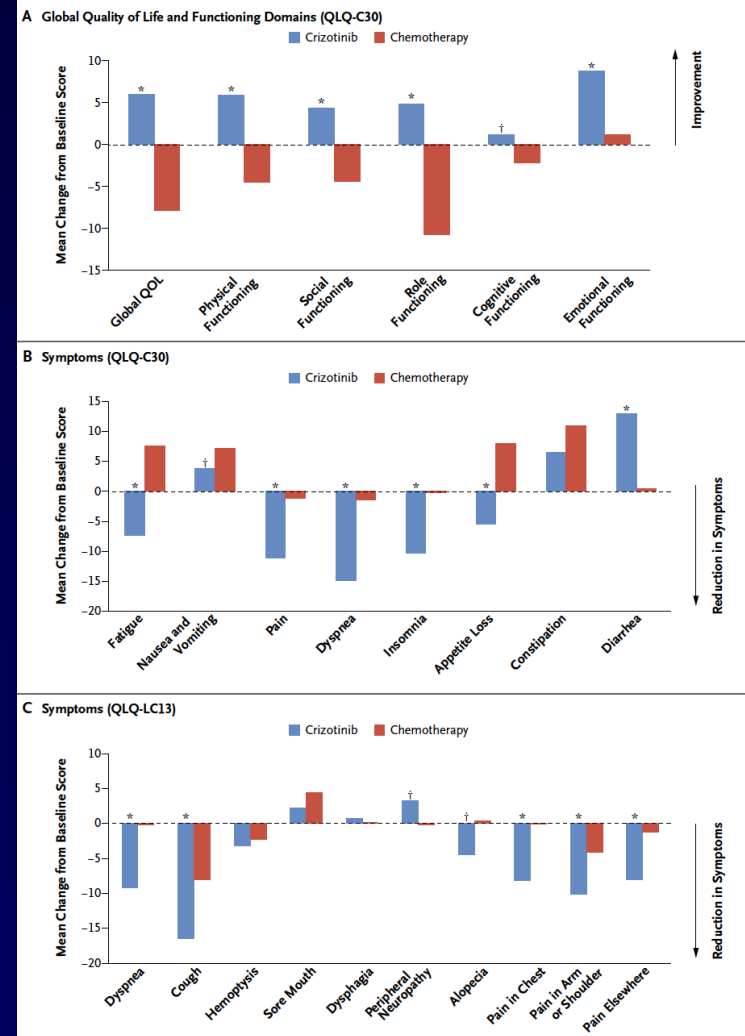 A Global Quality of Life and Functioning Domains (QLQ-C30)
Crizotinib Chemotherapy
Mean Change from Baseline Score
10
5
0
−5
−10
−15
* * * * † *
Improvement
Global QOL
Physical
Functioning
Social
Functioning
Role
Functioning
Cognitive
Functioning
Emotional
Functioning
B Symptoms (QLQ-C30)
Crizotinib Chemotherapy
Mean Change from Baseline Score
15
10
5
0
−5
−10
−15
−20
* † * * * * *
Reduction in Symptoms
Fatigue
Nausea and
Vomiting
Pain
Dyspnea
Insomnia
Appetite Loss
Constipation
Diarrhea
C Symptoms (QLQ-LC13)
Crizotinib Chemotherapy
Mean Change from Baseline Score
10
5
0
−5
−10
−15
−20
* * † † * * *
Reduction in Symptoms
Dyspnea
Cough
Hemoptysis
Sore Mouth
Dysphagia
Peripheral
Neuropathy
Alopecia
Pain in Chest
Pain in Arm
or Shoulder
Pain Elsewhere